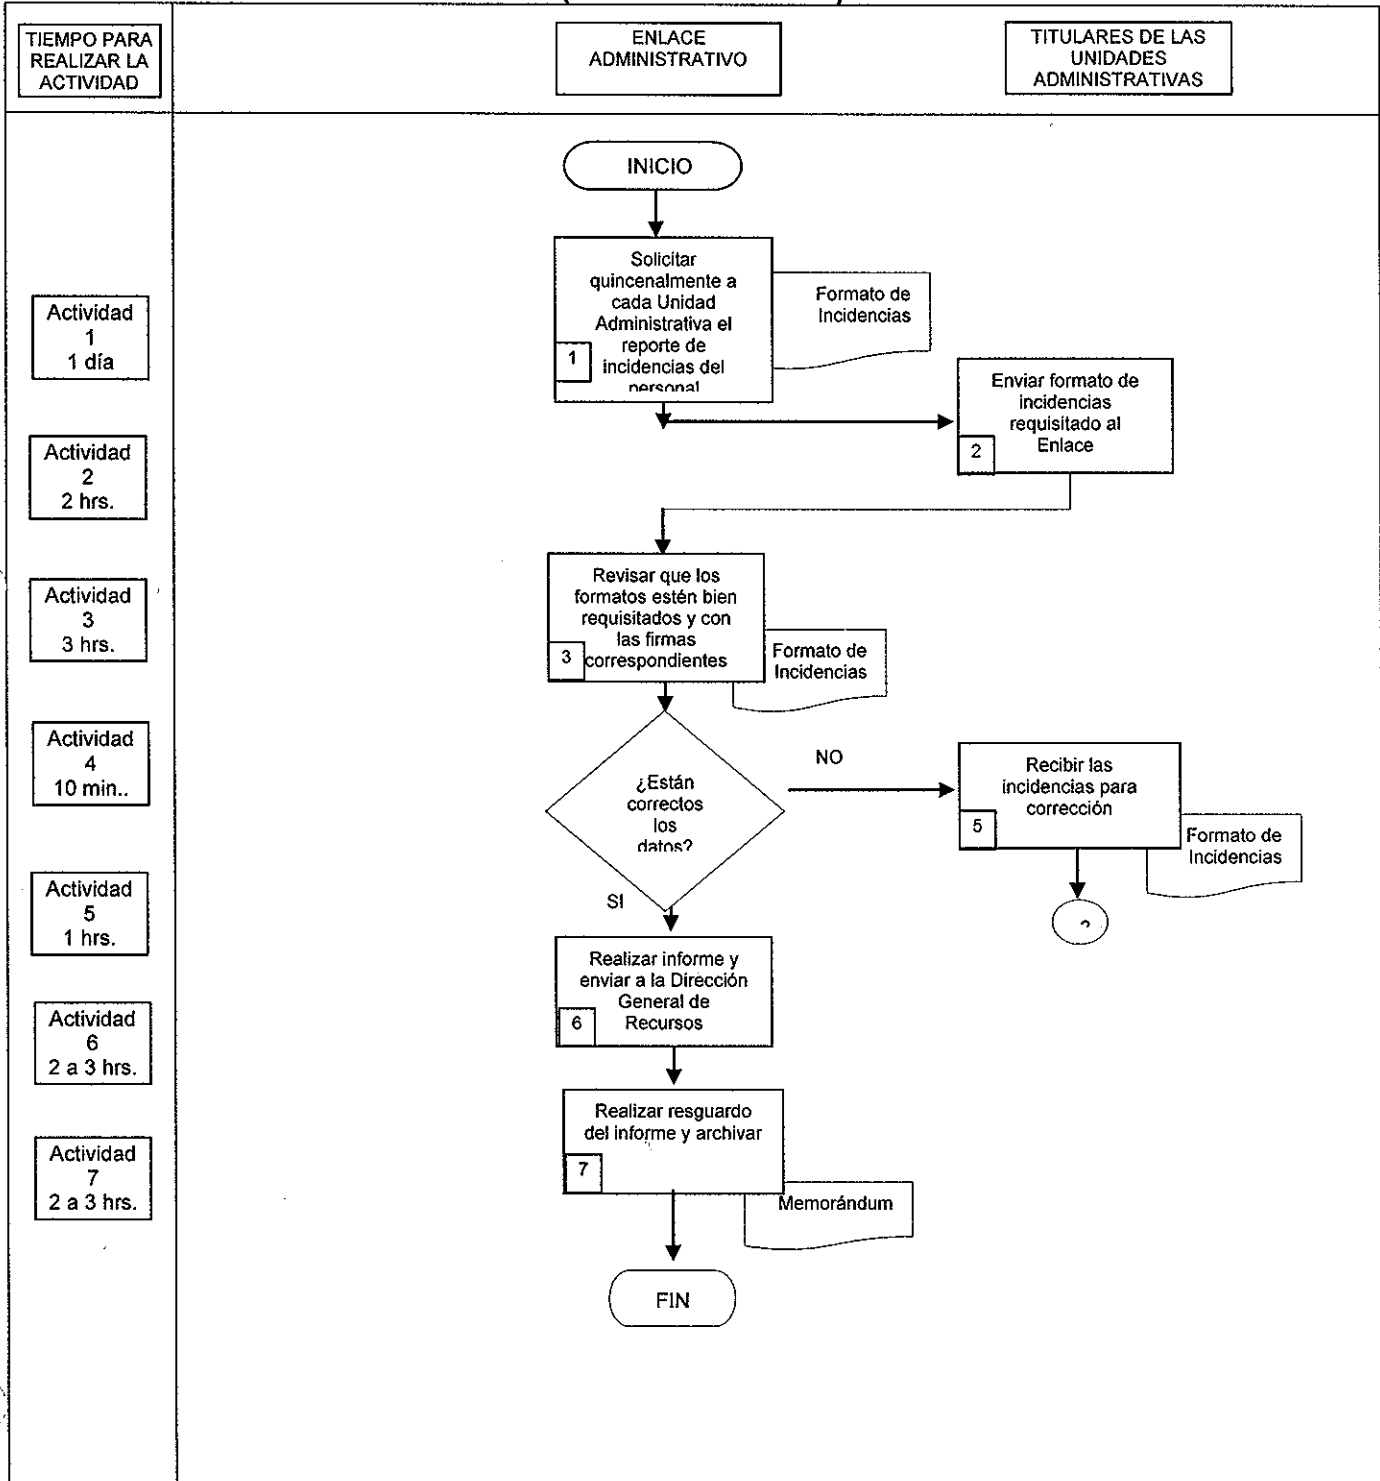 TIEMPO PARA
REALIZAR LA
ACTIVIDAD
ENLACE
ADMINISTRATIVO
TITULARES DE LAS
UNIDADES
ADMINISTRATIVAS
INICIO
Solicitar
quincenalmente a
cada Unidad
Administrativa el
reporte de
incidencias del
personal
1
Formato de
Incidencias
Actividad
1
1 día
Enviar formato de
incidencias
requisitado al
Enlace
2
Actividad
2
2 hrs.
Revisar que los
formatos estén bien
requisitados y con
las firmas
correspondientes
3
Formato de
Incidencias
Actividad
3
3 hrs.
¿Están
correctos
los
datos?
NO
SI
Actividad
4
10 min..
Recibir las
incidencias para
corrección
5
Formato de
Incidencias
Actividad
5
1 hrs.
Realizar informe y
enviar a la Dirección
General de
Recursos
6
Actividad
6
2 a 3 hrs.
Realizar resguardo
del informe y archivar
7
Memorándum
Actividad
7
2 a 3 hrs.
FIN